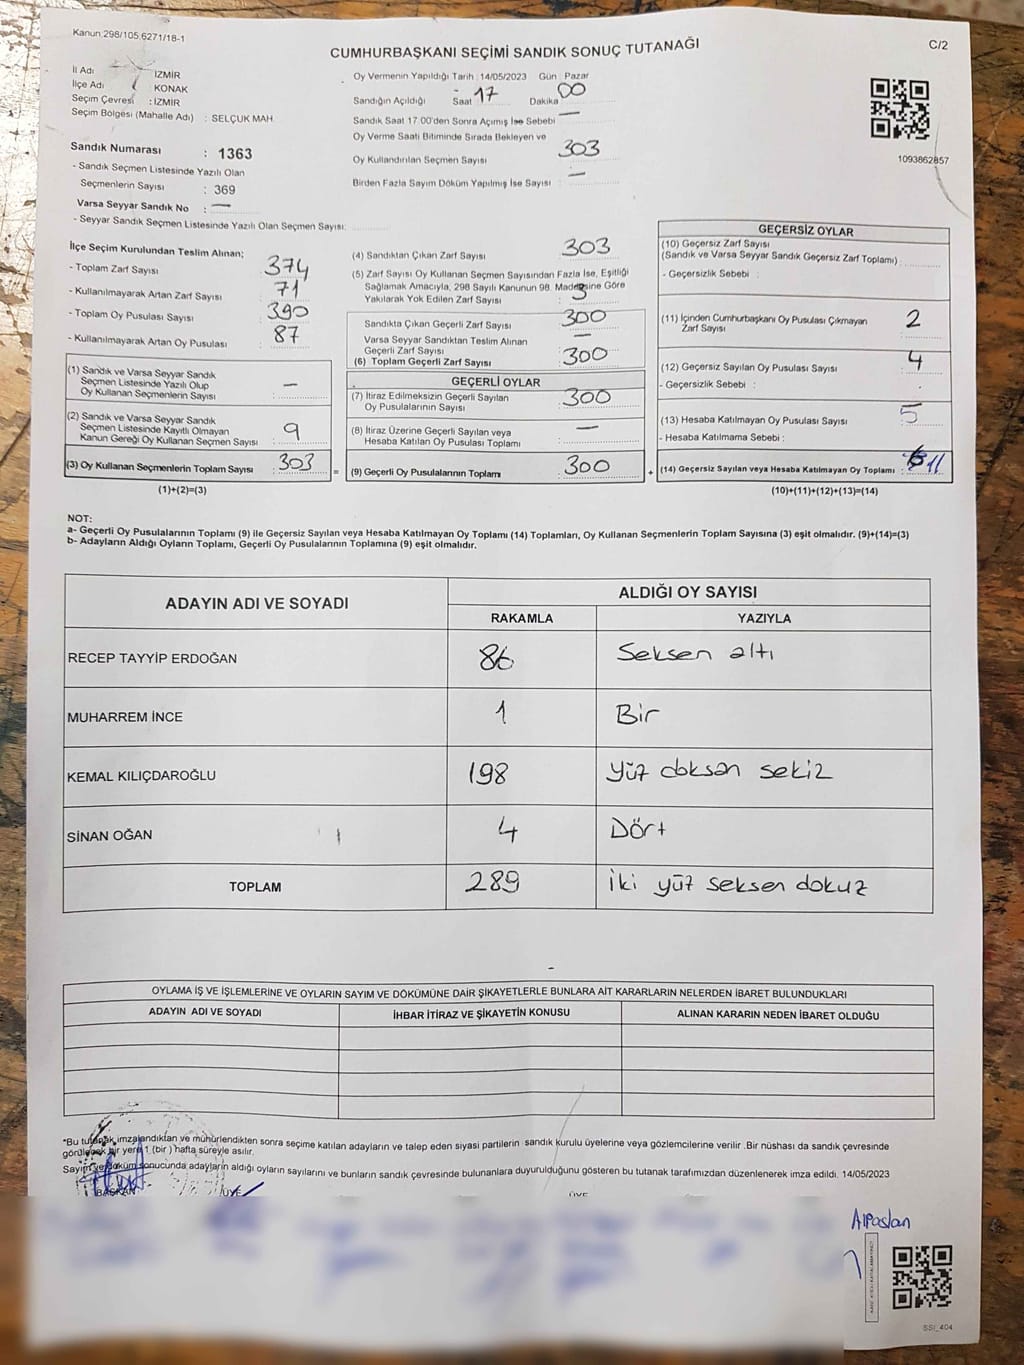 Kanun 298/105 6271/18-1
CUMHURBAŞKANI SEÇİMİ SANDIK SONUÇ TUTANAĞI
C/2
İl Adı İZMİR
İlçe Adı KONAK
Seçim Çevresi : İZMİR
Seçim Bölgesi (Mahalle Adı) : SELÇUK MAH.
Oy Vermenin Yapıldığı Tarih : 14/05/2023 Gün : Pazar
Sandığın Açıldığı Saat 17 Dakika 00
Sandık Saat 17:00'den Sonra Açımış İse Sebebi —
Oy Verme Saati Bitiminde Sırada Bekleyen ve
Oy Kullandırılan Seçmen Sayısı 303
Birden Fazla Sayım Döküm Yapılmış İse Sayısı : —
1093862857
Sandık Numarası : 1363
- Sandık Seçmen Listesinde Yazılı Olan
Seçmenlerin Sayısı : 369
Varsa Seyyar Sandık No : —
- Seyyar Sandık Seçmen Listesinde Yazılı Olan Seçmen Sayısı:
İlçe Seçim Kurulundan Teslim Alınan;
- Toplam Zarf Sayısı 374
- Kullanılmayarak Artan Zarf Sayısı 71
- Toplam Oy Pusulası Sayısı 390
- Kullanılmayarak Artan Oy Pusulası 87
(1) Sandık ve Varsa Seyyar Sandık
Seçmen Listesinde Yazılı Olup
Oy Kullanan Seçmenlerin Sayısı : —
(2) Sandık ve Varsa Seyyar Sandık
Seçmen Listesinde Kayıtlı Olmayan
Kanun Gereği Oy Kullanan Seçmen Sayısı : 9
(3) Oy Kullanan Seçmenlerin Toplam Sayısı : 303 =
(1)+(2)=(3)
(4) Sandıktan Çıkan Zarf Sayısı 303
(5) Zarf Sayısı Oy Kullanan Seçmen Sayısından Fazla İse, Eşitliği
Sağlamak Amacıyla, 298 Sayılı Kanunun 98. Maddesine Göre
Yakılarak Yok Edilen Zarf Sayısı : 3
Sandıkta Çıkan Geçerli Zarf Sayısı 300
Varsa Seyyar Sandıktan Teslim Alınan
Geçerli Zarf Sayısı —
(6) Toplam Geçerli Zarf Sayısı 300
GEÇERLİ OYLAR
(7) İtiraz Edilmeksizin Geçerli Sayılan
Oy Pusulalarının Sayısı : 300
(8) İtiraz Üzerine Geçerli Sayılan veya
Hesaba Katılan Oy Pusulası Toplamı : —
(9) Geçerli Oy Pusulalarının Toplamı : 300 +
GEÇERSİZ OYLAR
(10) Geçersiz Zarf Sayısı
(Sandık ve Varsa Seyyar Sandık Geçersiz Zarf Toplamı)
- Geçersizlik Sebebi :
(11) İçinden Cumhurbaşkanı Oy Pusulası Çıkmayan
Zarf Sayısı : 2
(12) Geçersiz Sayılan Oy Pusulası Sayısı : 4
- Geçersizlik Sebebi :
(13) Hesaba Katılmayan Oy Pusulası Sayısı : 5
- Hesaba Katılmama Sebebi :
(14) Geçersiz Sayılan veya Hesaba Katılmayan Oy Toplamı : 11
(10)+(11)+(12)+(13)=(14)
NOT:
a- Geçerli Oy Pusulalarının Toplamı (9) ile Geçersiz Sayılan veya Hesaba Katılmayan Oy Toplamı (14) Toplamları, Oy Kullanan Seçmenlerin Toplam Sayısına (3) eşit olmalıdır. (9)+(14)=(3)
b- Adayların Aldığı Oyların Toplamı, Geçerli Oy Pusulalarının Toplamına (9) eşit olmalıdır.
ADAYIN ADI VE SOYADI ALDIĞI OY SAYISI
RAKAMLA YAZIYLA
RECEP TAYYİP ERDOĞAN 86 Seksen altı
MUHARREM İNCE 1 Bir
KEMAL KILIÇDAROĞLU 198 Yüz doksan sekiz
SİNAN OĞAN 4 Dört
TOPLAM 289 İki yüz seksen dokuz
OYLAMA İŞ VE İŞLEMLERİNE VE OYLARIN SAYIM VE DÖKÜMÜNE DAİR ŞİKAYETLERLE BUNLARA AİT KARARLARIN NELERDEN İBARET BULUNDUKLARI
ADAYIN ADI VE SOYADI İHBAR İTİRAZ VE ŞİKAYETİN KONUSU ALINAN KARARIN NEDEN İBARET OLDUĞU
*Bu tutanak imzalandıktan ve mühürlendikten sonra seçime katılan adayların ve talep eden siyasi partilerin sandık kurulu üyelerine veya gözlemcilerine verilir .Bir nüshası da sandık çevresinde
görülecek bir yere 1 (bir ) hafta süreyle asılır.
Sayım ve döküm sonucunda adayların aldığı oyların sayılarını ve bunların sandık çevresinde bulunanlara duyurulduğunu gösteren bu tutanak tarafımızdan düzenlenerek imza edildi. 14/05/2023
BAŞKAN ÜYE ÜYE
Alpaslan
SSİ_404